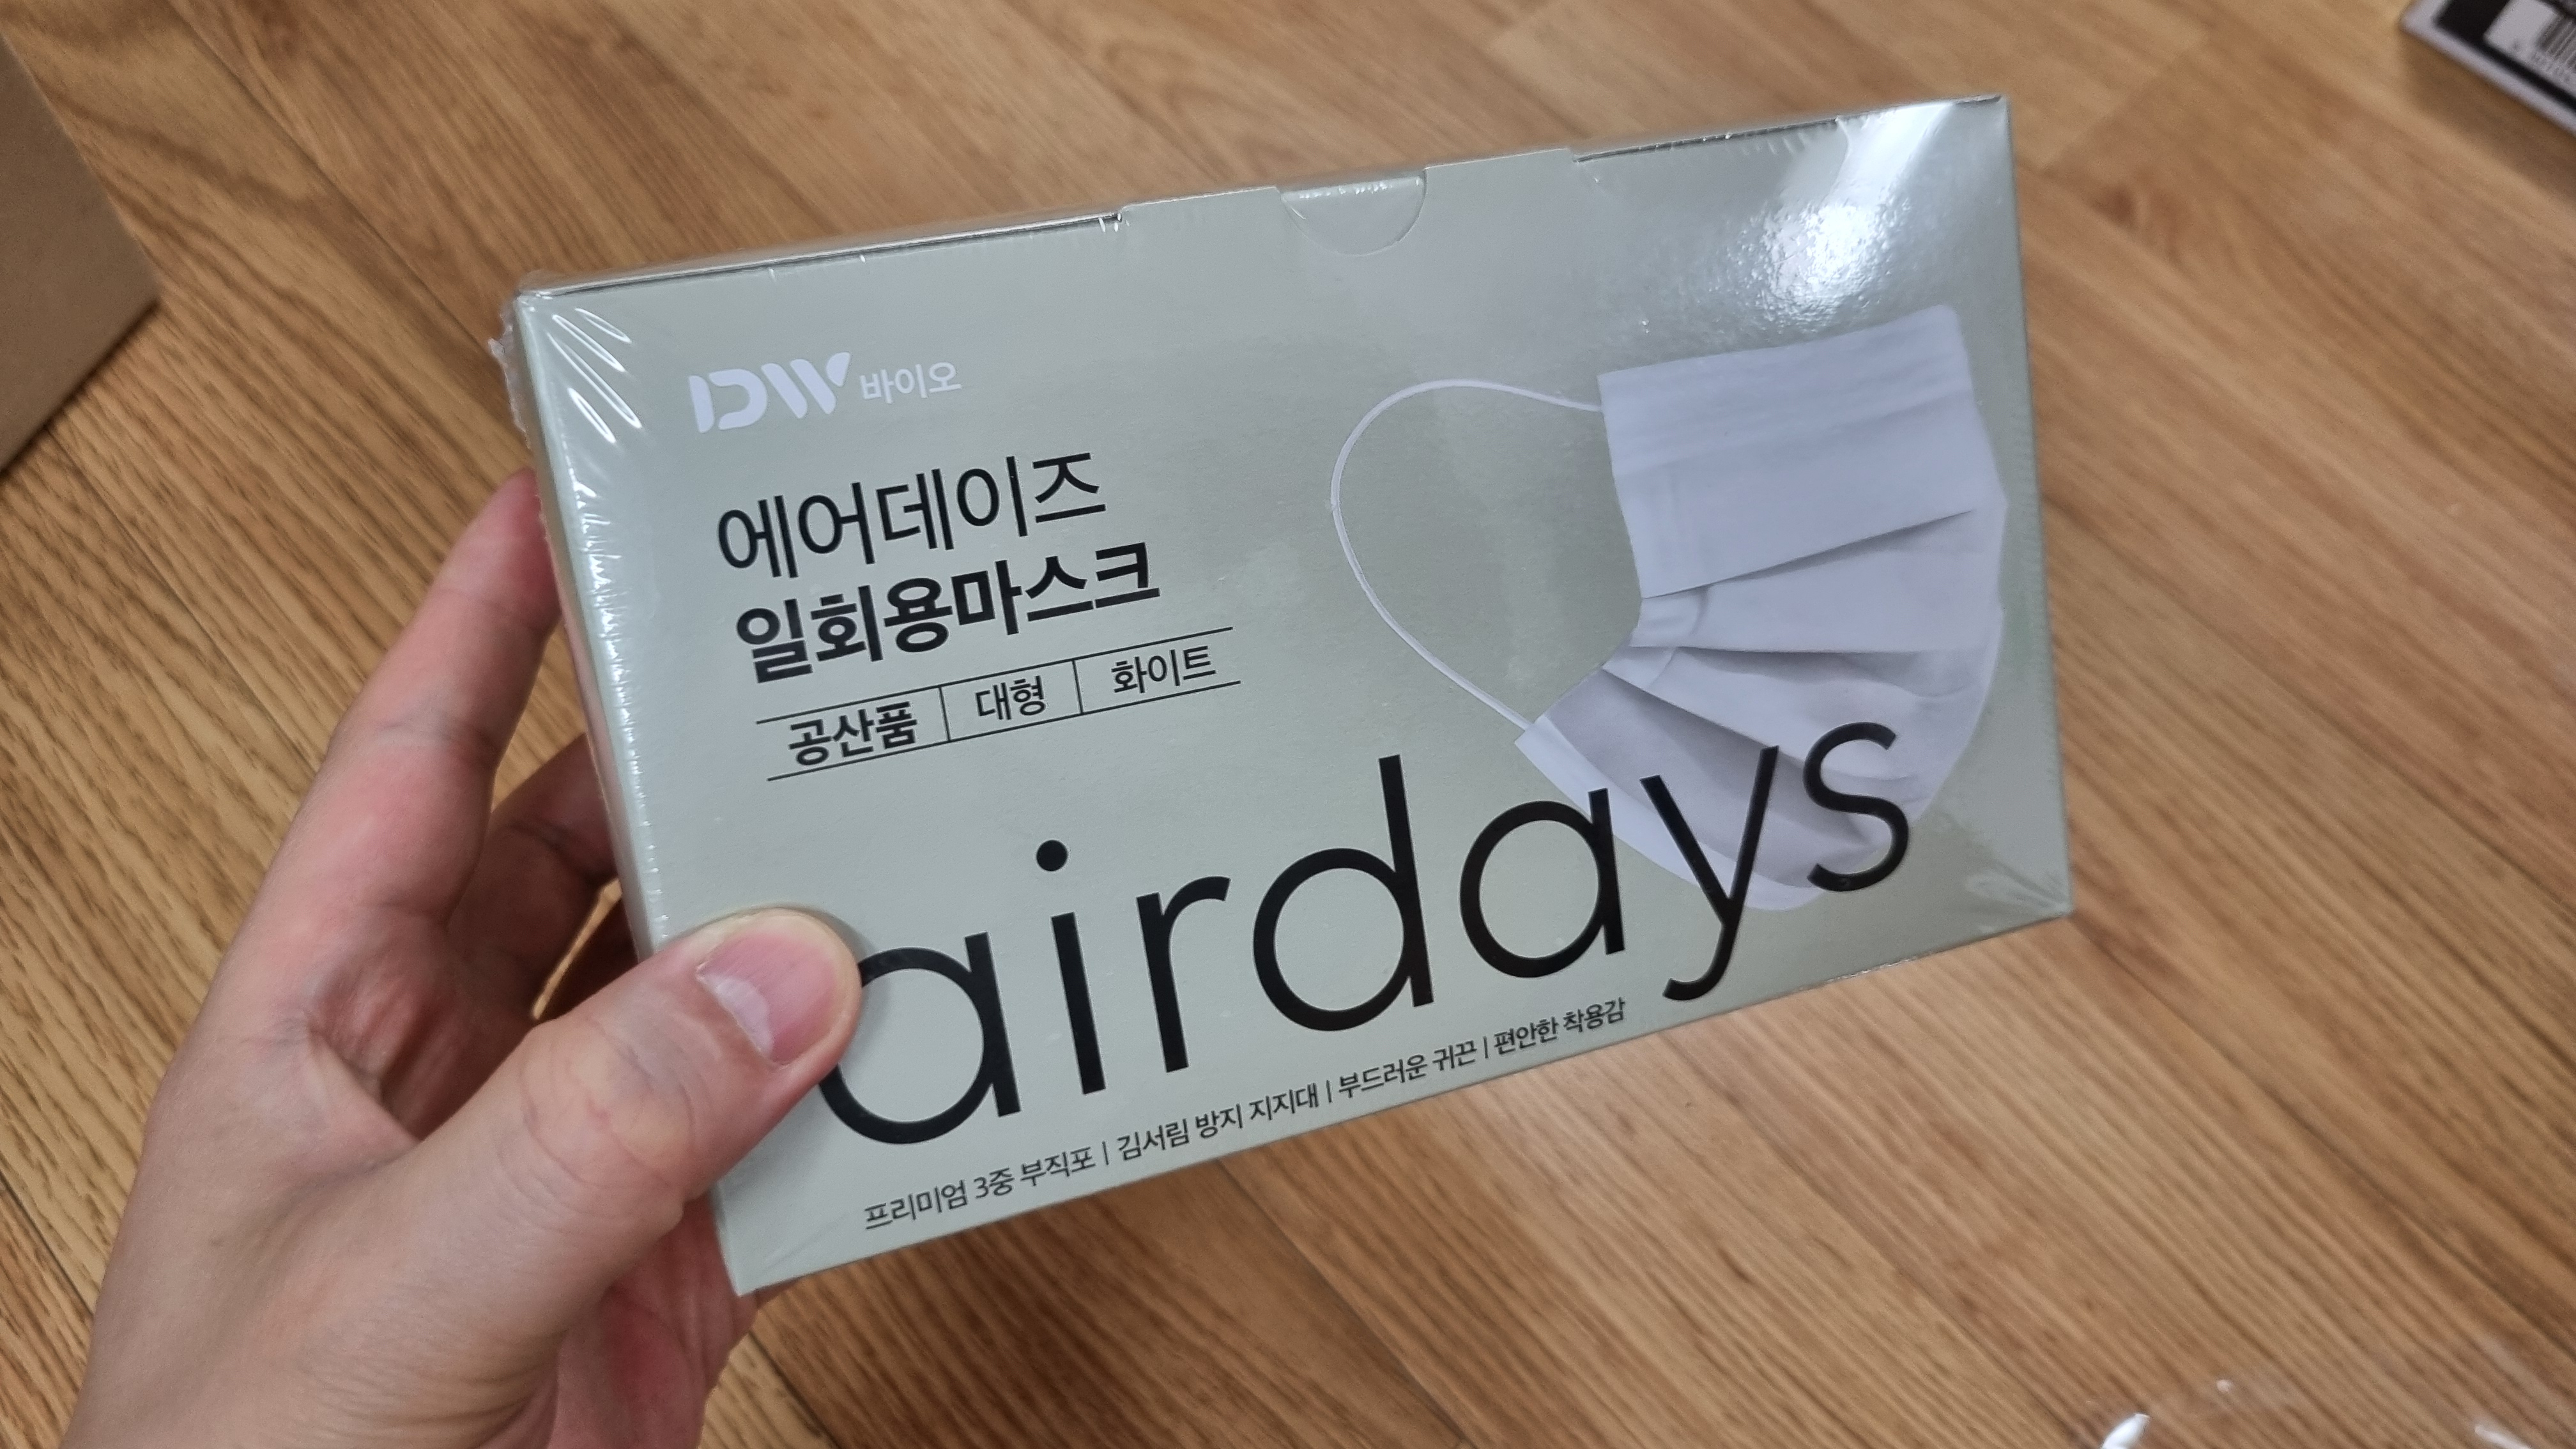 DW 바이오
에어데이즈
일회용마스크
공산품 | 대형 | 화이트
airdays
프리미엄 3중 부직포 | 김서림 방지 지지대 | 부드러운 귀끈 | 편안한 착용감